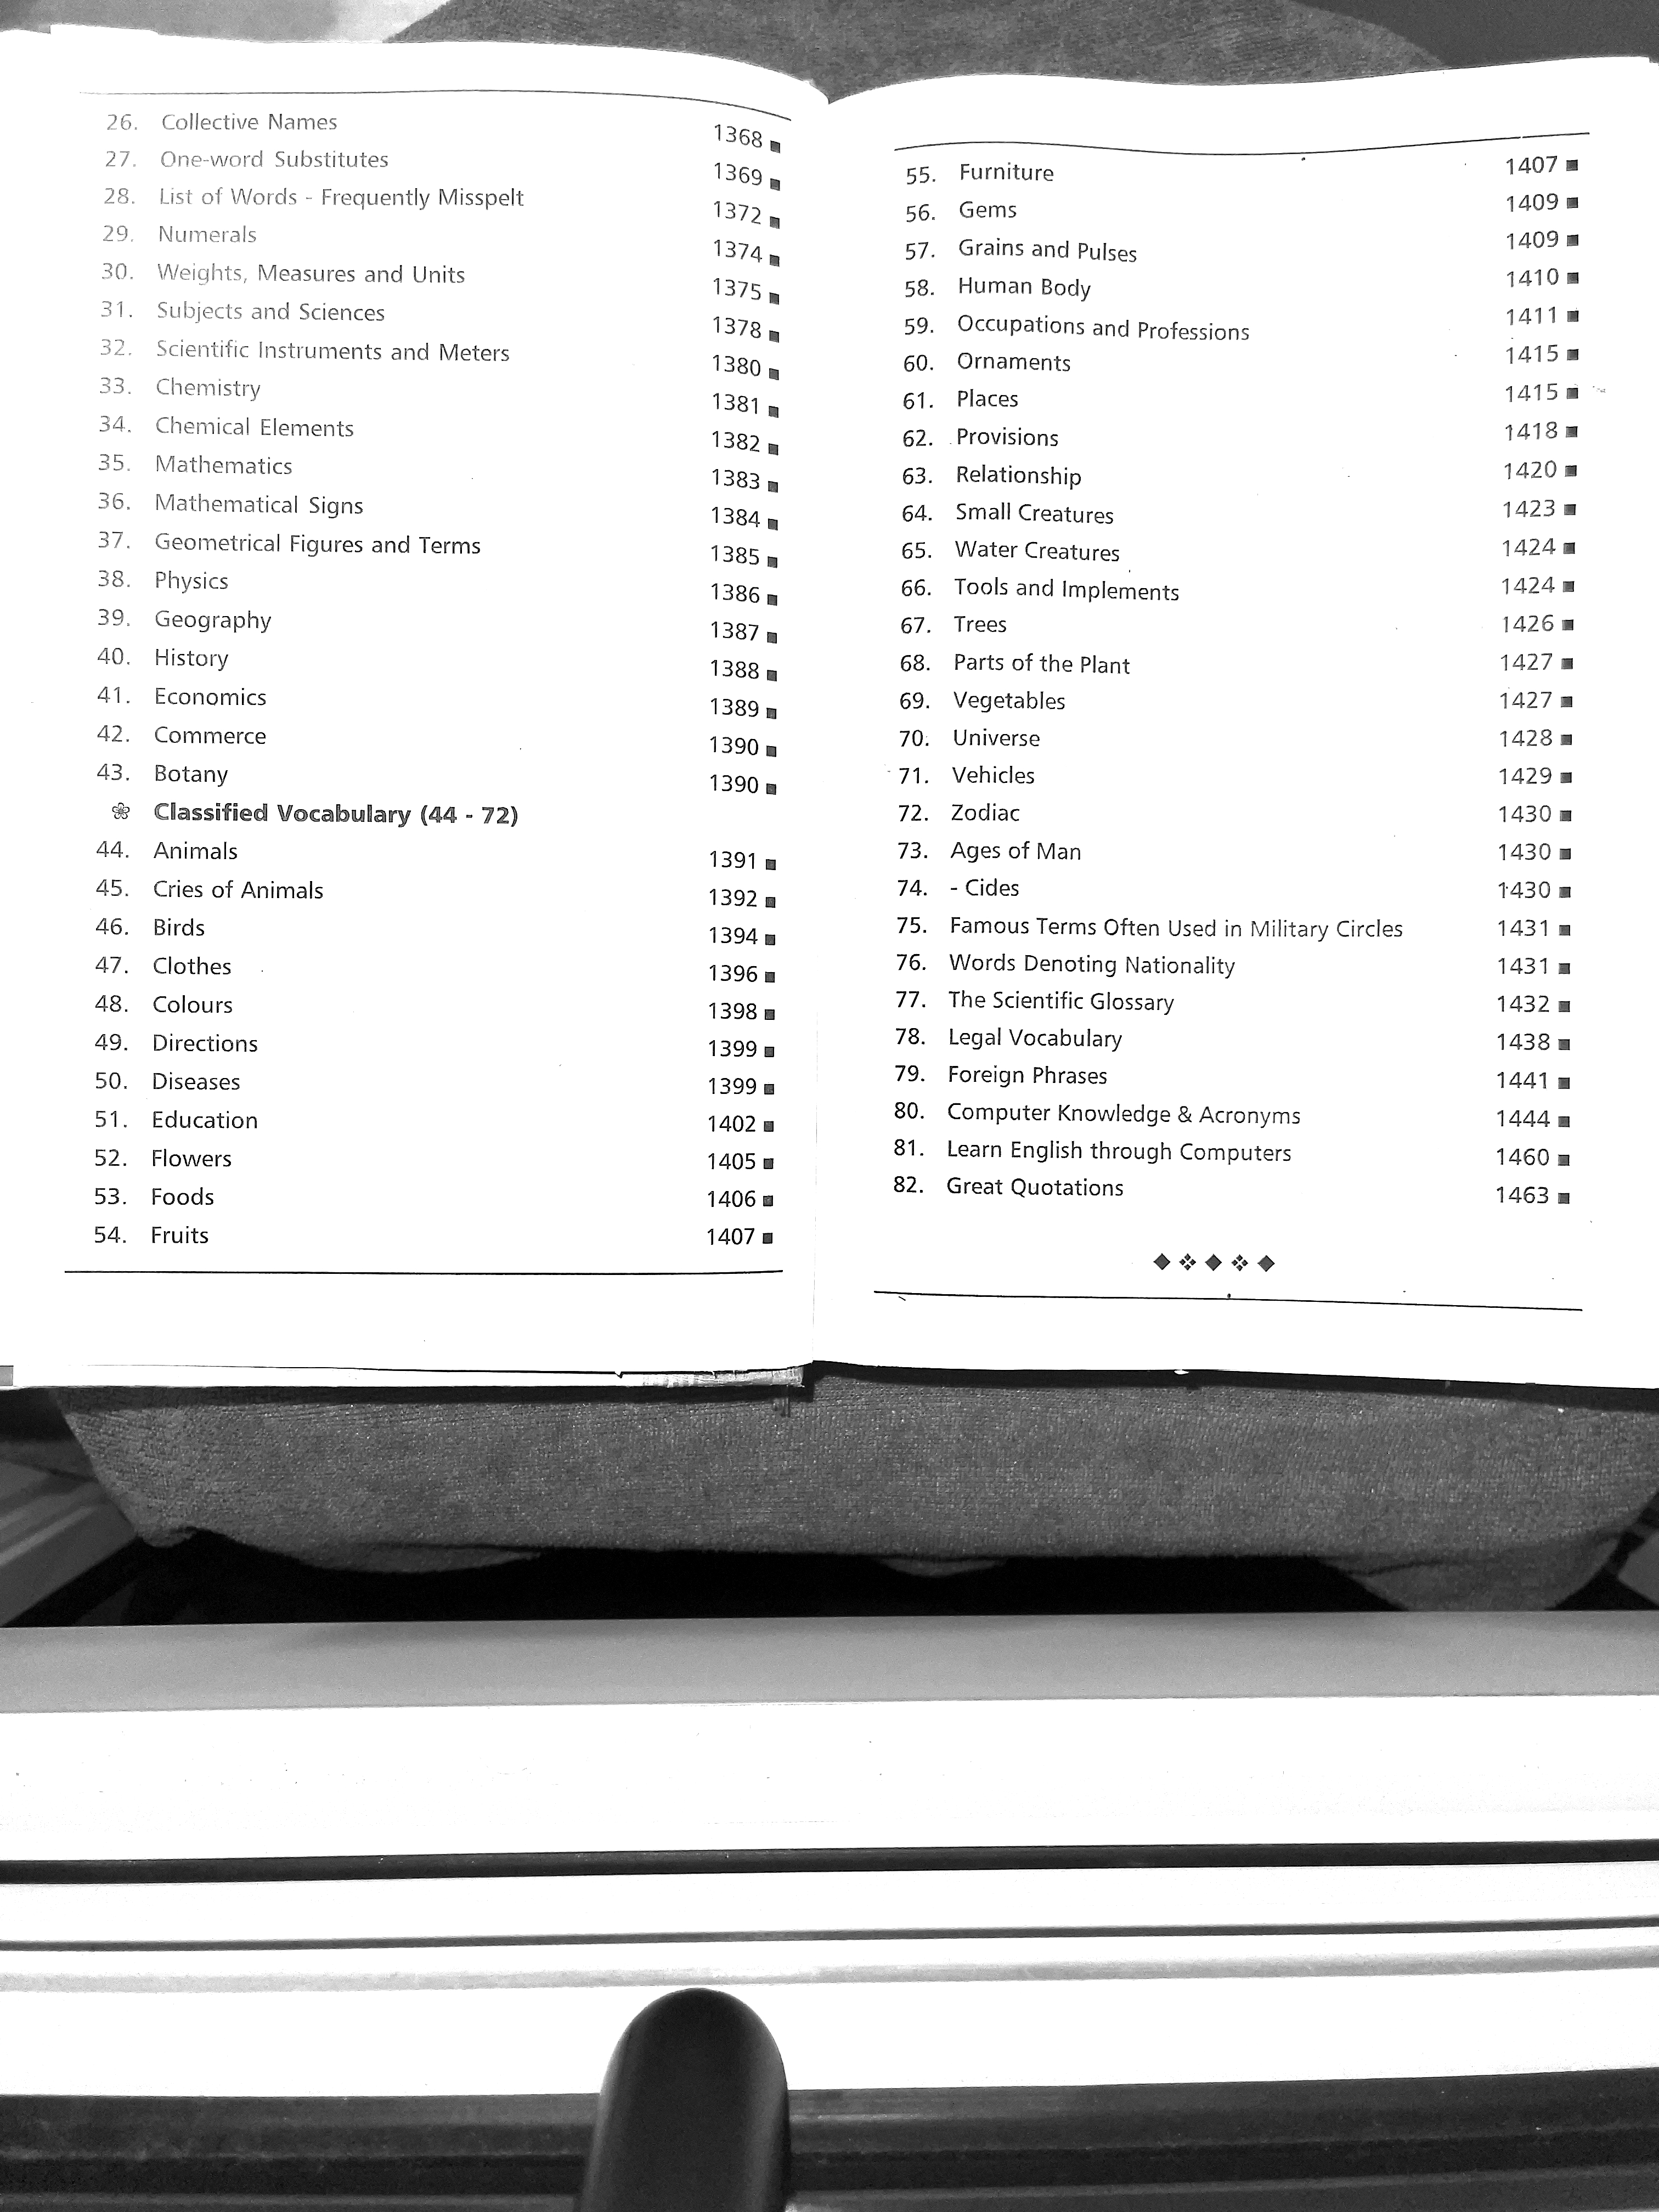 26. Collective Names 1368
27. One-word Substitutes 1369
28. List of Words - Frequently Misspelt 1372
29. Numerals 1374
30. Weights, Measures and Units 1375
31. Subjects and Sciences 1378
32. Scientific Instruments and Meters 1380
33. Chemistry 1381
34. Chemical Elements 1382
35. Mathematics 1383
36. Mathematical Signs 1384
37. Geometrical Figures and Terms 1385
38. Physics 1386
39. Geography 1387
40. History 1388
41. Economics 1389
42. Commerce 1390
43. Botany 1390
Classified Vocabulary (44 - 72)
44. Animals 1391
45. Cries of Animals 1392
46. Birds 1394
47. Clothes 1396
48. Colours 1398
49. Directions 1399
50. Diseases 1399
51. Education 1402
52. Flowers 1405
53. Foods 1406
54. Fruits 1407
55. Furniture 1407
56. Gems 1409
57. Grains and Pulses 1409
58. Human Body 1410
59. Occupations and Professions 1411
60. Ornaments 1415
61. Places 1415
62. Provisions 1418
63. Relationship 1420
64. Small Creatures 1423
65. Water Creatures 1424
66. Tools and Implements 1424
67. Trees 1426
68. Parts of the Plant 1427
69. Vegetables 1427
70. Universe 1428
71. Vehicles 1429
72. Zodiac 1430
73. Ages of Man 1430
74. - Cides 1430
75. Famous Terms Often Used in Military Circles 1431
76. Words Denoting Nationality 1431
77. The Scientific Glossary 1432
78. Legal Vocabulary 1438
79. Foreign Phrases 1441
80. Computer Knowledge & Acronyms 1444
81. Learn English through Computers 1460
82. Great Quotations 1463